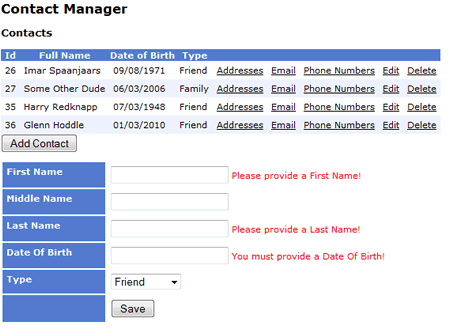 Contact Manager
Contacts
Id Full Name Date of Birth Type
26 Imar Spaanjaars 09/08/1971 Friend Addresses Email Phone Numbers Edit Delete
27 Some Other Dude 06/03/2006 Family Addresses Email Phone Numbers Edit Delete
35 Harry Redknapp 07/03/1948 Friend Addresses Email Phone Numbers Edit Delete
36 Glenn Hoddle 01/03/2010 Friend Addresses Email Phone Numbers Edit Delete
Add Contact
First Name Please provide a First Name!
Middle Name
Last Name Please provide a Last Name!
Date Of Birth You must provide a Date Of Birth!
Type Friend
Save